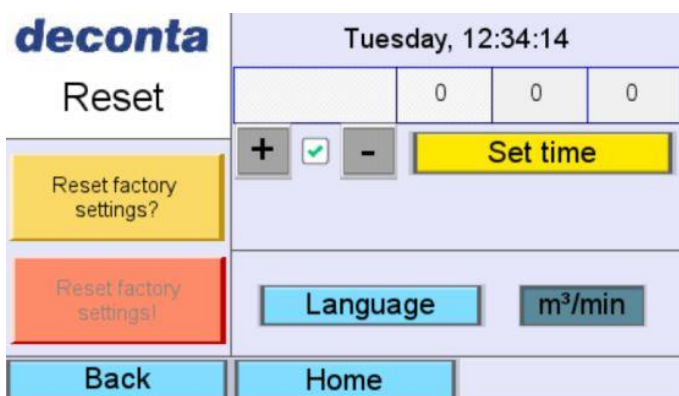 deconta
Tuesday, 12:34:14
Reset
0 0 0
+ -
Set time
Reset factory
settings?
Reset factory
settings!
Language
m³/min
Back
Home